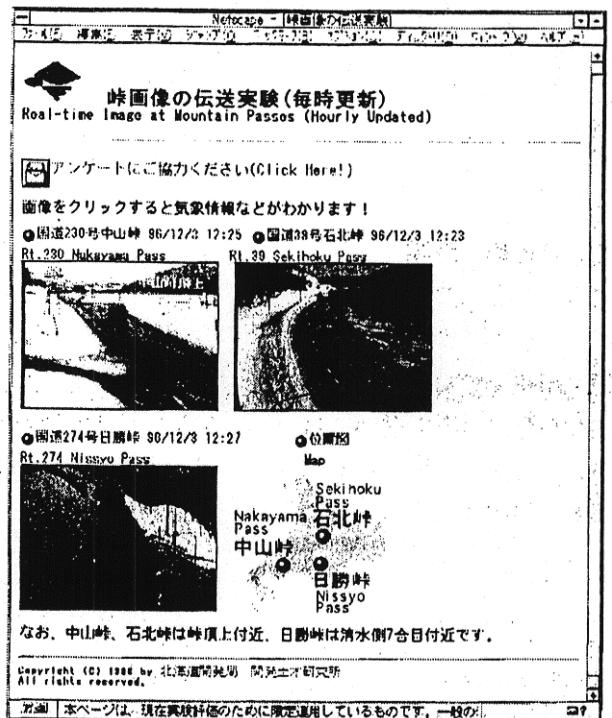 Netscape - [峠画像の伝送実験]
峠画像の伝送実験(毎時更新)
Real-time Image at Mountain Passes (Hourly Updated)
アンケートにご協力ください(Click Here!)
画像をクリックすると気象情報などがわかります!
国道230号中山峠 96/12/3 12:25 国道39号石北峠 96/12/3 12:23
Rt.230 Nakayama Pass Rt.39 Sekihoku Pass
中山峠頂上
国道274号日勝峠 96/12/3 12:27 位置図
Rt.274 Nissyo Pass Map
Sekihoku
Pass
石北峠
Nakayama
Pass
中山峠
日勝峠
Nissyo
Pass
なお、中山峠、石北峠は峠頂上付近、日勝峠は清水側7合目付近です。
Copyright (C) 1996 by 北海道開発局 開発土木研究所
All rights reserved.
本ページは、現在実験評価のために限定運用しているものです。一般の